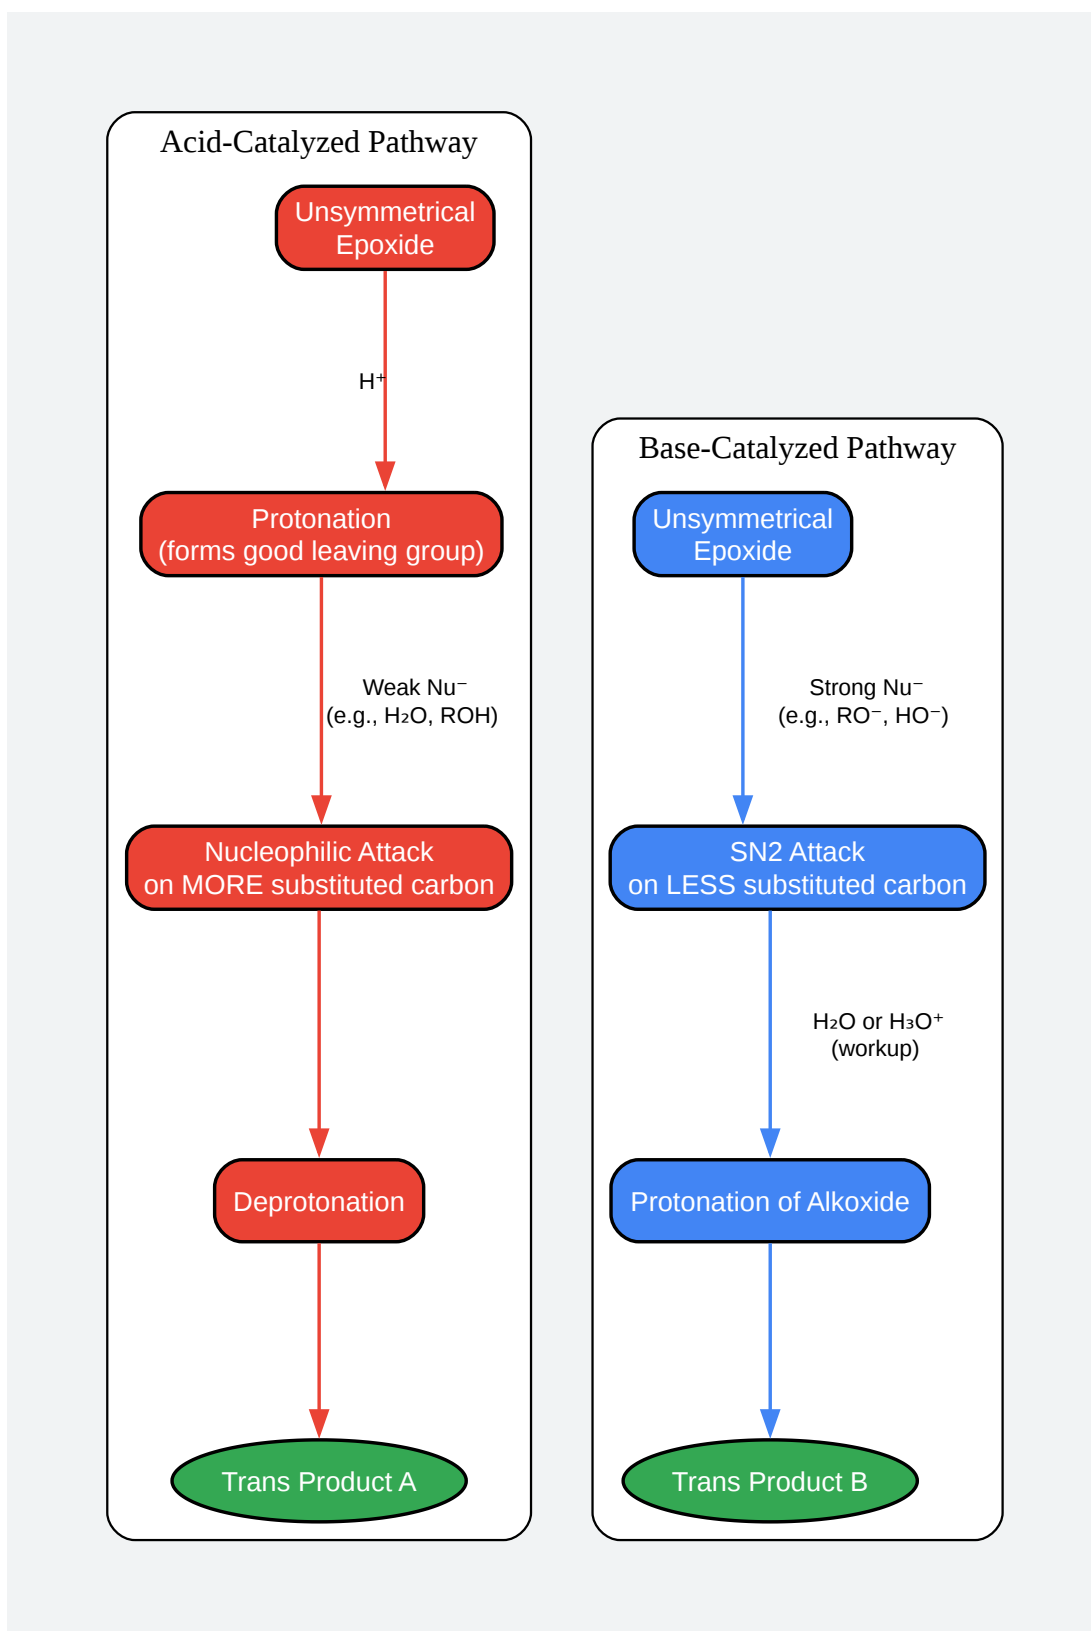 Acid-Catalyzed Pathway
Unsymmetrical
Epoxide
H⁺
Protonation
(forms good leaving group)
Weak Nu⁻
(e.g., H₂O, ROH)
Nucleophilic Attack
on MORE substituted carbon
Deprotonation
Trans Product A
Base-Catalyzed Pathway
Unsymmetrical
Epoxide
Strong Nu⁻
(e.g., RO⁻, HO⁻)
SN2 Attack
on LESS substituted carbon
H₂O or H₃O⁺
(workup)
Protonation of Alkoxide
Trans Product B